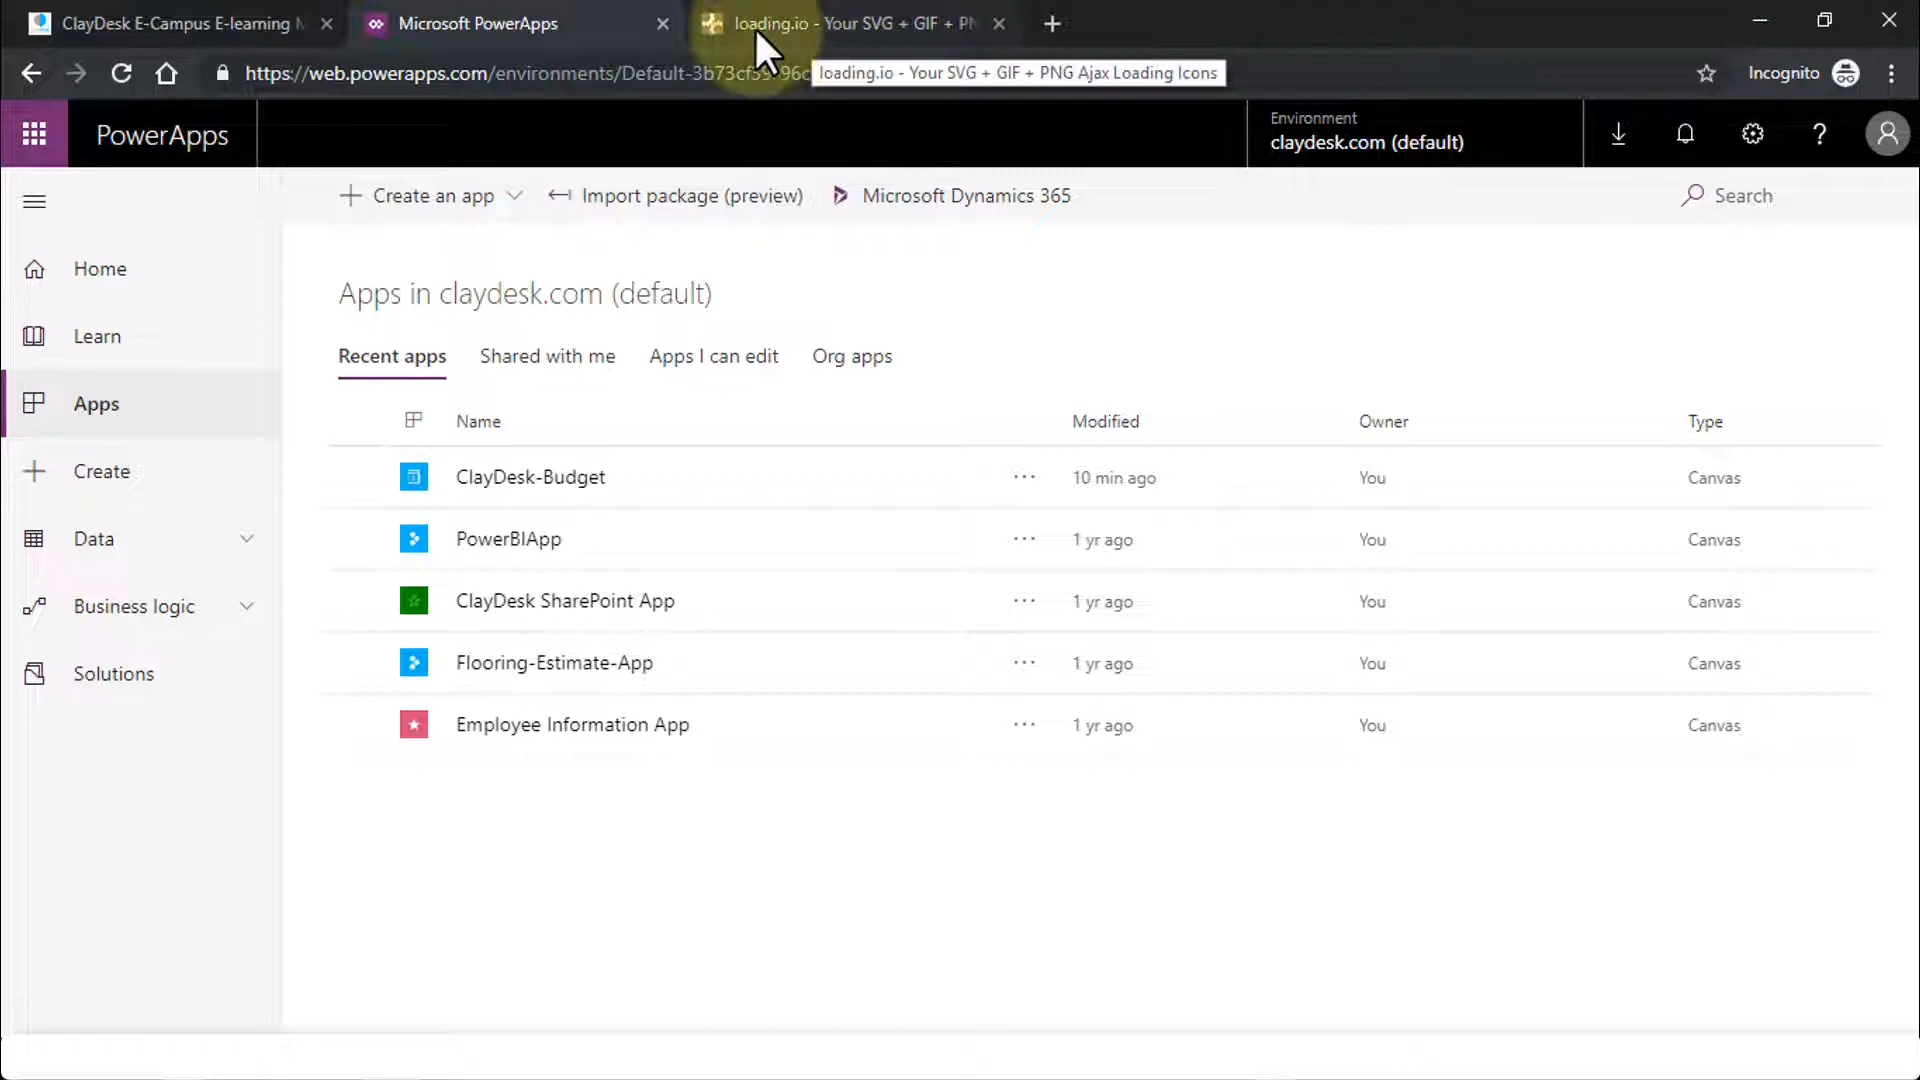 ClayDesk E-Campus E-learning M
Microsoft PowerApps
loading.io - Your SVG + GIF + PN
https://web.powerapps.com/environments/Default-3b73cf59-96c
loading.io - Your SVG + GIF + PNG Ajax Loading Icons
Incognito
PowerApps
Environment
claydesk.com (default)
Create an app
Import package (preview)
Microsoft Dynamics 365
Search
Home
Learn
Apps
Create
Data
Business logic
Solutions
Apps in claydesk.com (default)
Recent apps Shared with me Apps I can edit Org apps
Name Modified Owner Type
ClayDesk-Budget ... 10 min ago You Canvas
PowerBIApp ... 1 yr ago You Canvas
ClayDesk SharePoint App ... 1 yr ago You Canvas
Flooring-Estimate-App ... 1 yr ago You Canvas
Employee Information App ... 1 yr ago You Canvas